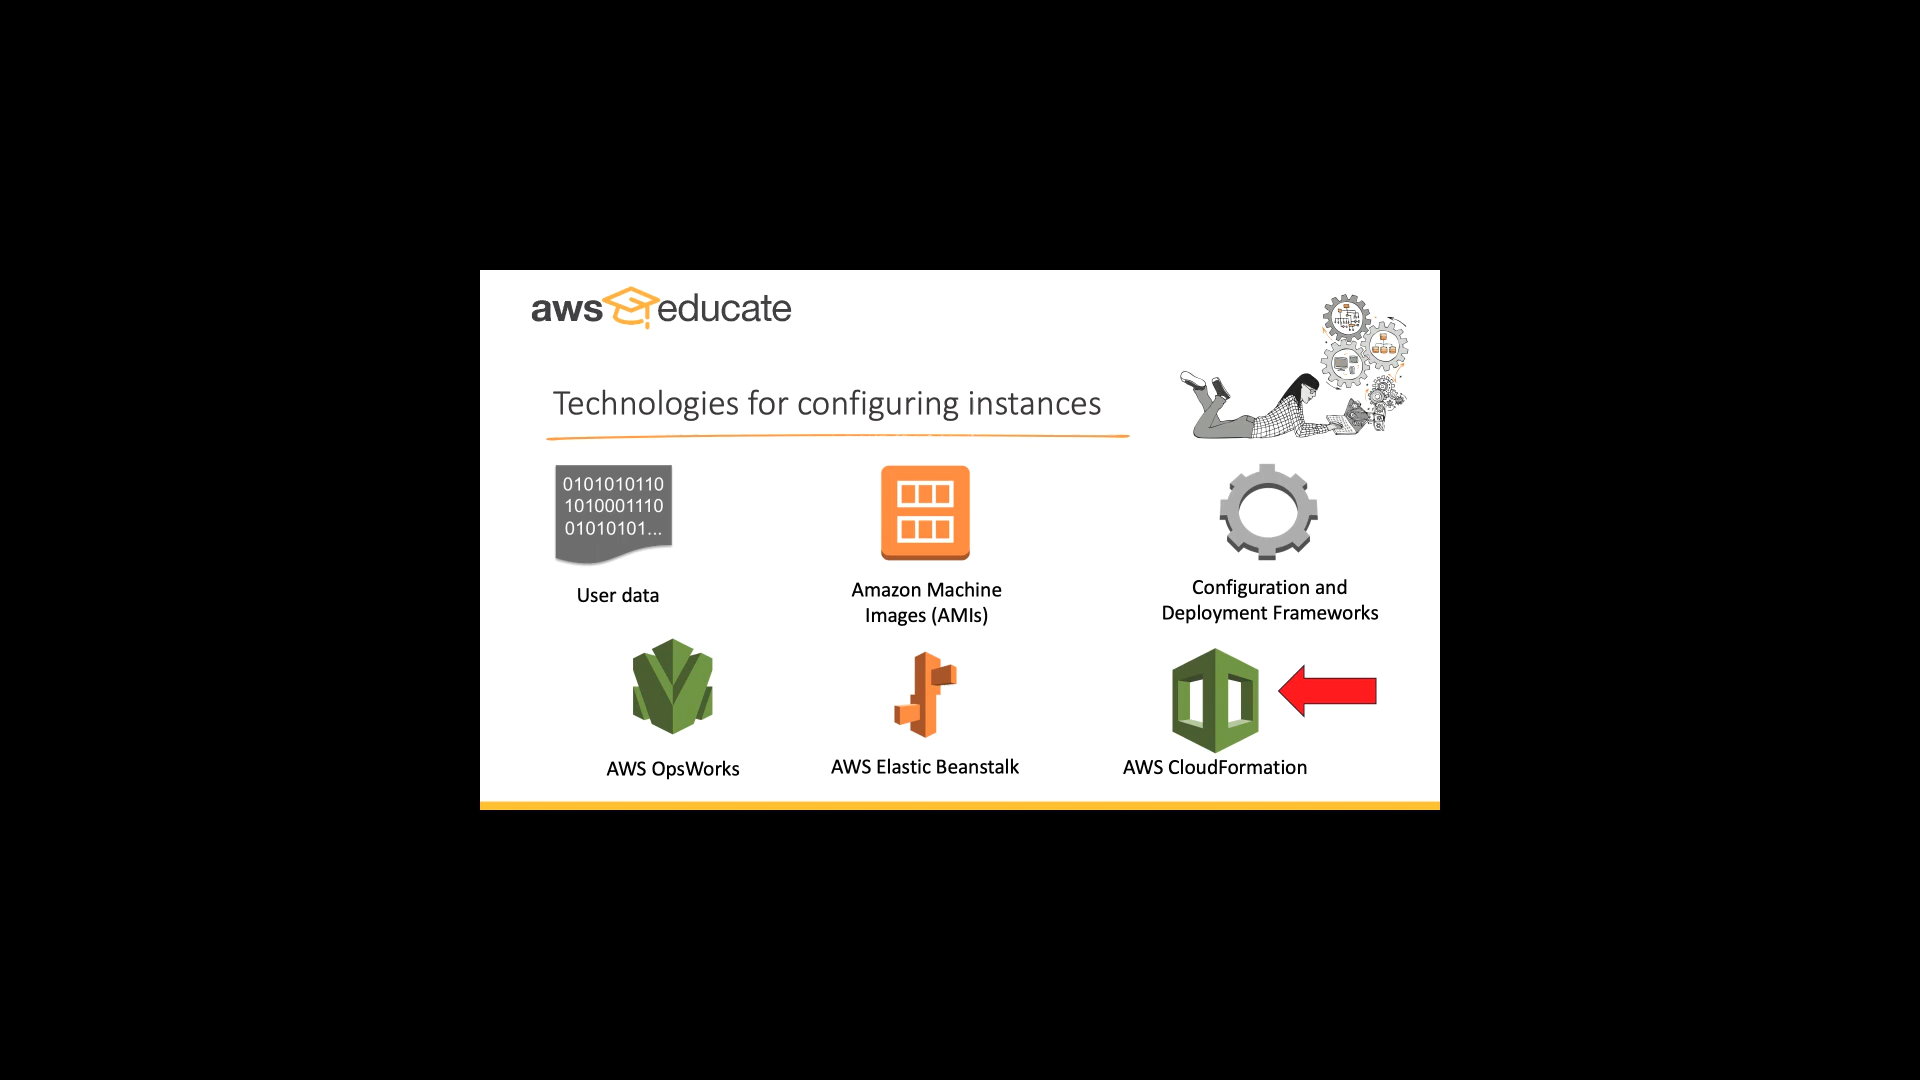 aws educate
Technologies for configuring instances
0101010110
1010001110
01010101...
User data
Amazon Machine
Images (AMIs)
Configuration and
Deployment Frameworks
AWS OpsWorks
AWS Elastic Beanstalk
AWS CloudFormation